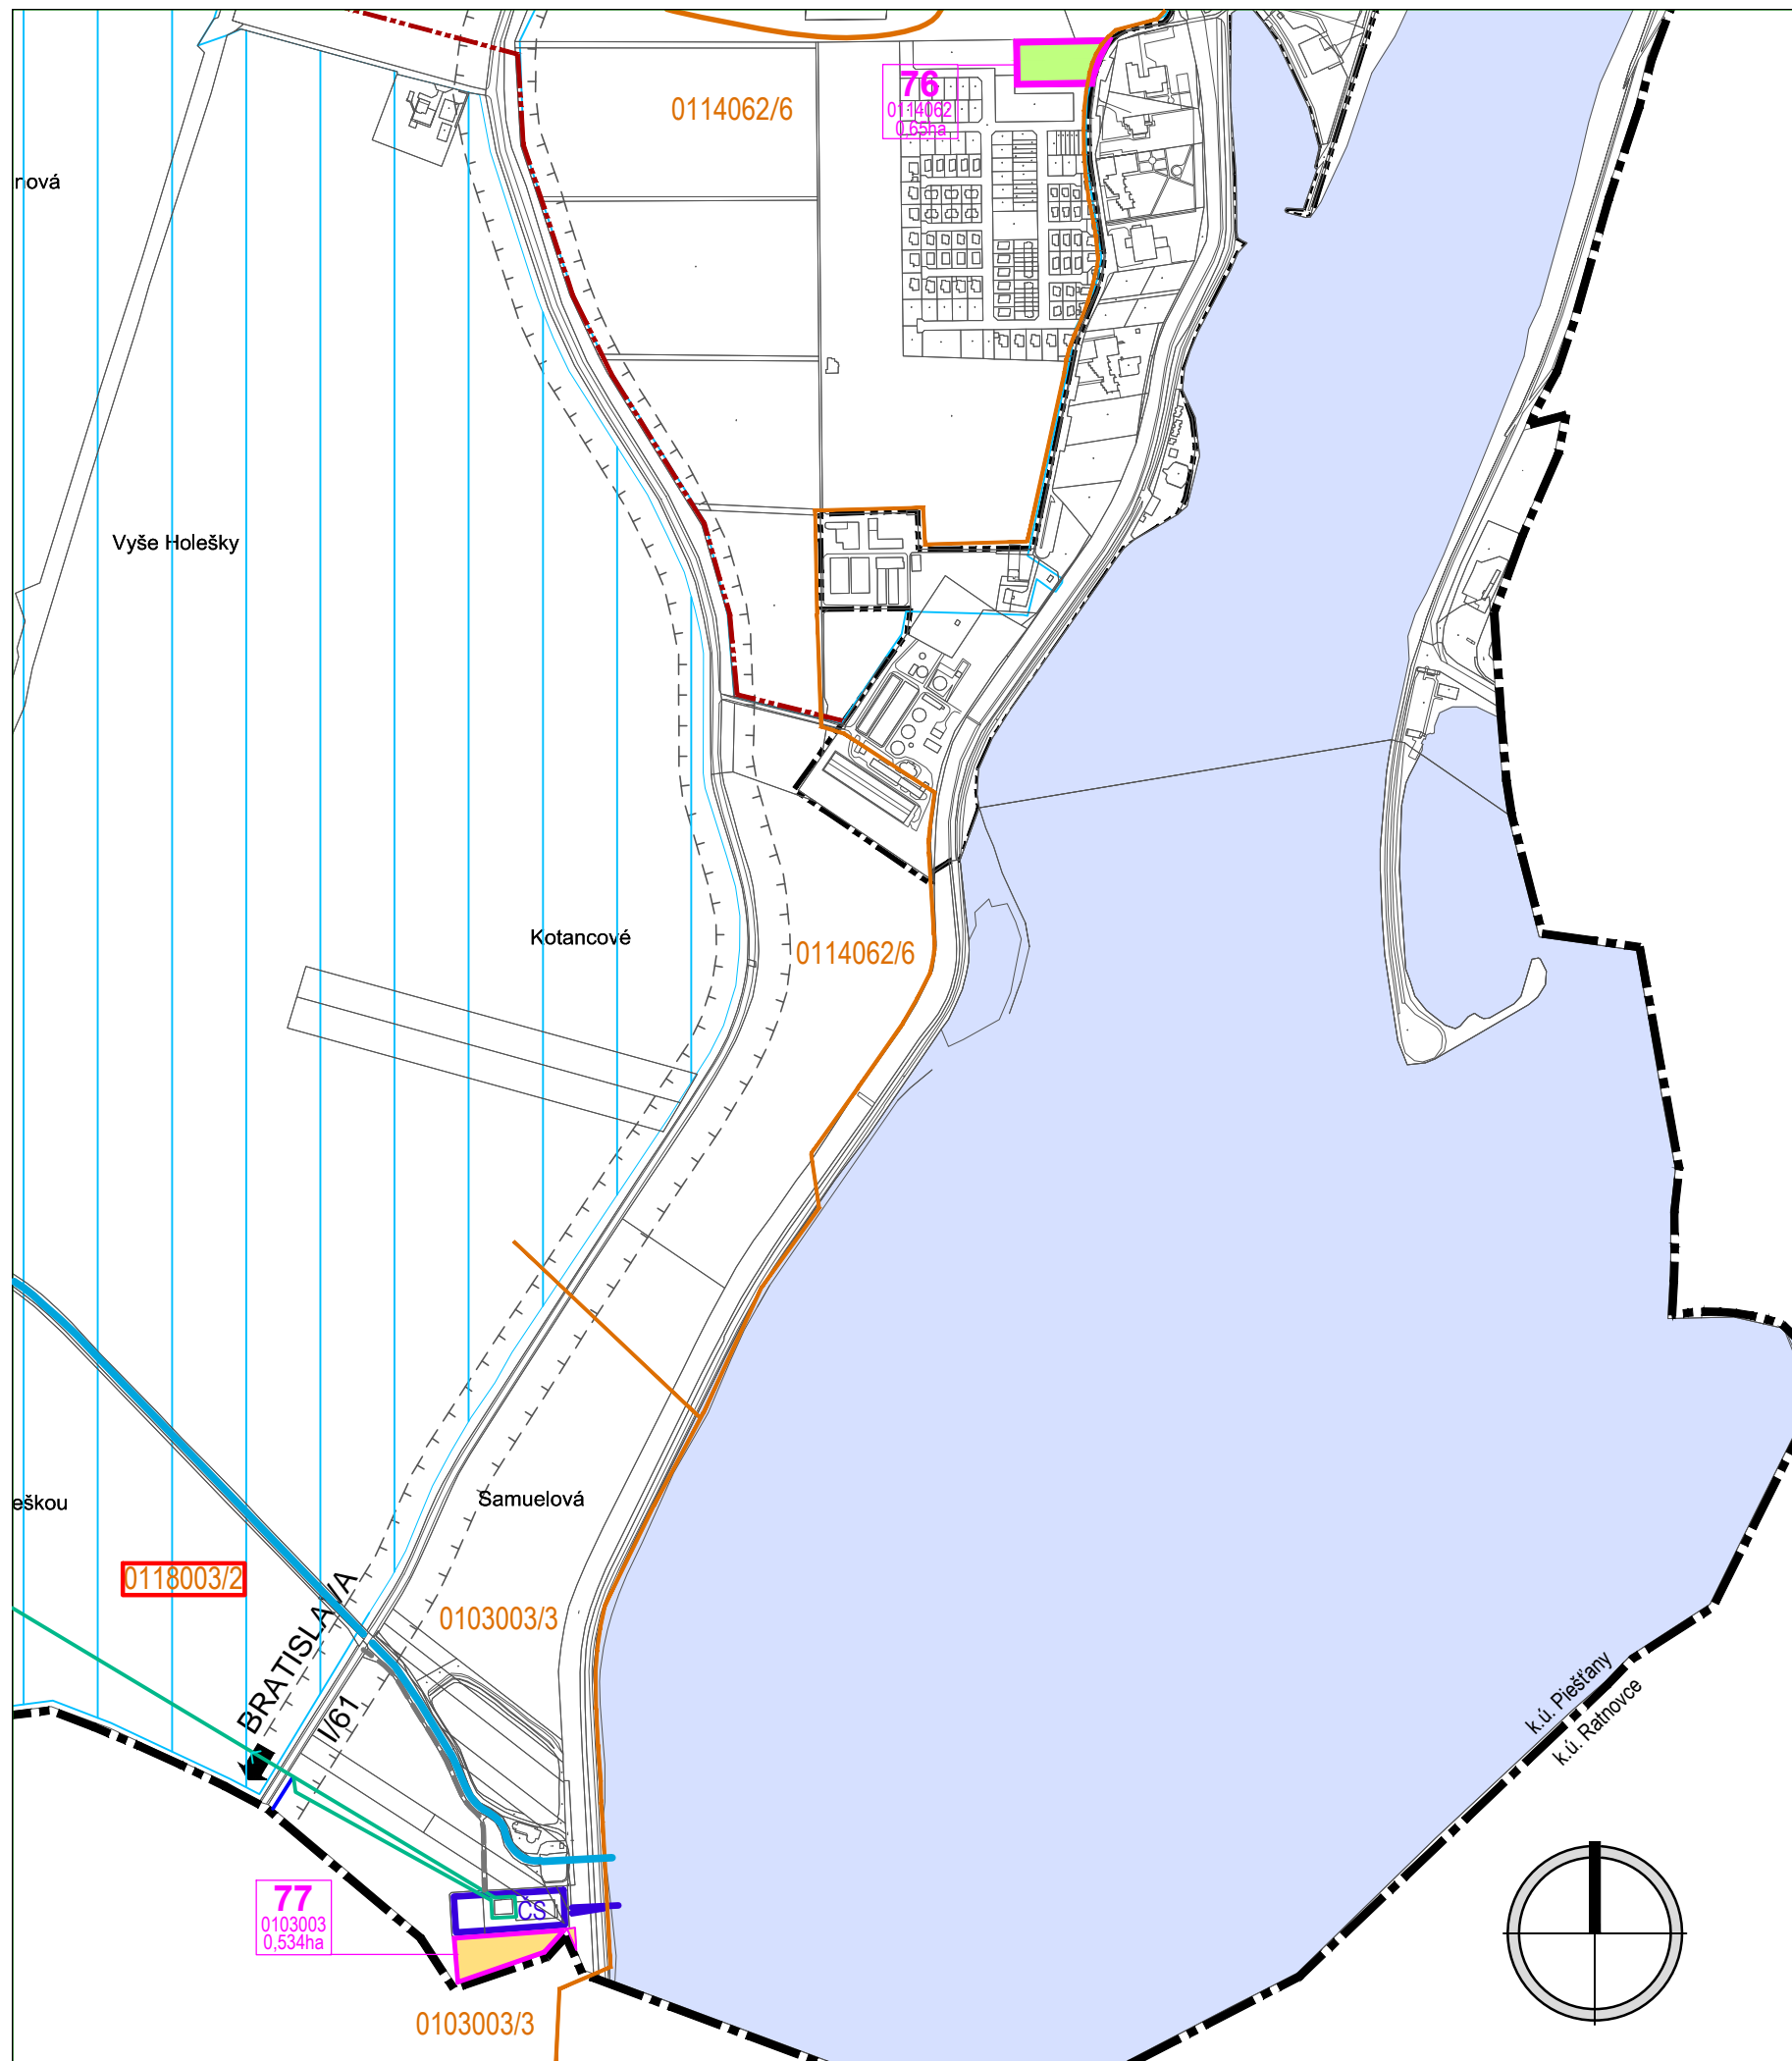 76
0114062
0,65ha
0114062/6
nová
Vyše Holešky
Kotancové
0114062/6
Samuelová
eškou
0118003/2
0103003/3
BRATISLAVA
I/61
k.ú. Piešťany
k.ú. Ratnovce
77
0103003
0,534ha
ČS
0103003/3